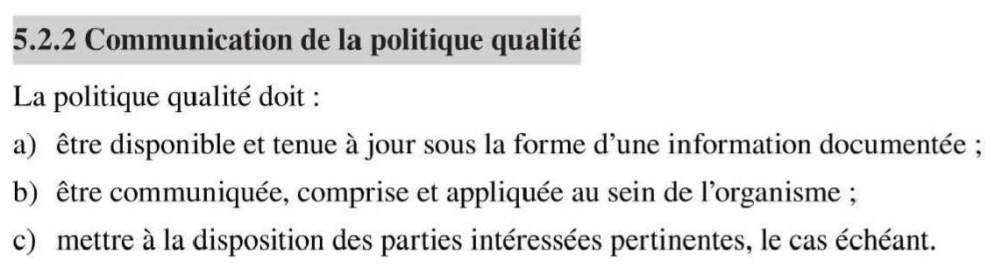 5.2.2 Communication de la politique qualité
La politique qualité doit :
a) être disponible et tenue à jour sous la forme d’une information documentée ;
b) être communiquée, comprise et appliquée au sein de l’organisme ;
c) mettre à la disposition des parties intéressées pertinentes, le cas échéant.